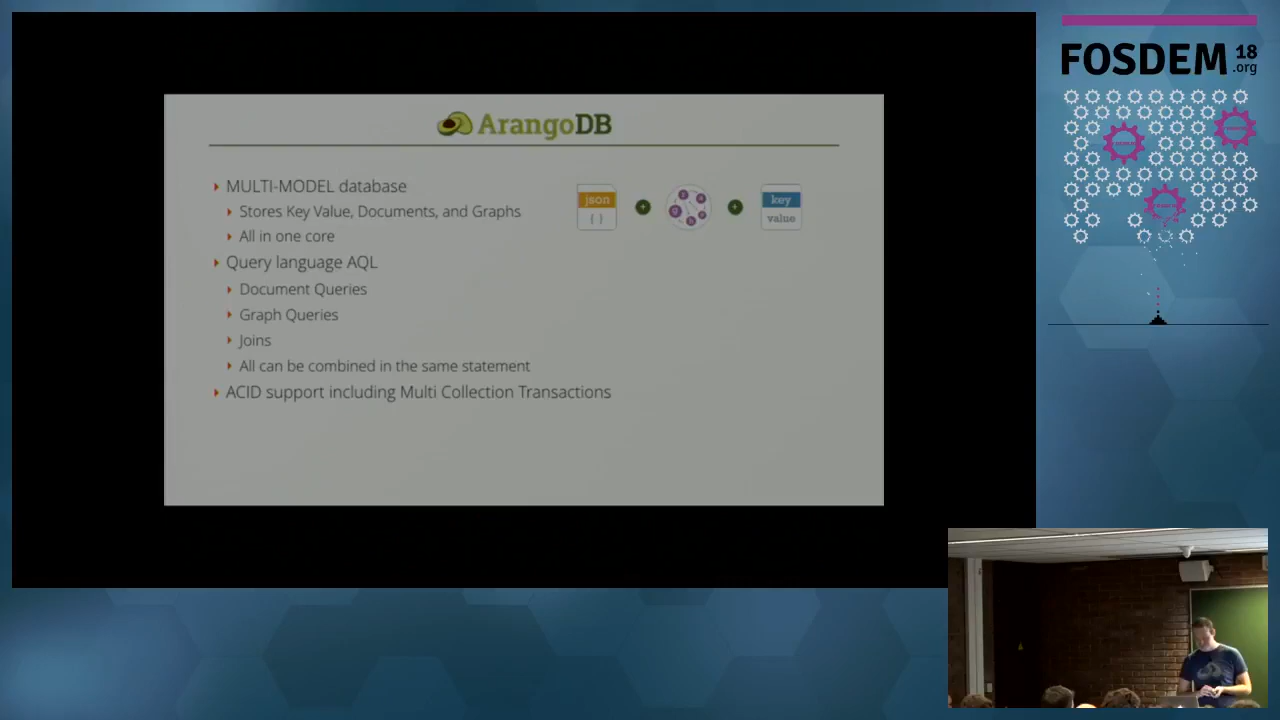 ArangoDB
MULTI-MODEL database
Stores Key Value, Documents, and Graphs
All in one core
Query language AQL
Document Queries
Graph Queries
Joins
All can be combined in the same statement
ACID support including Multi Collection Transactions
json
{ }
+
+
key
value
FOSDEM 18
.org